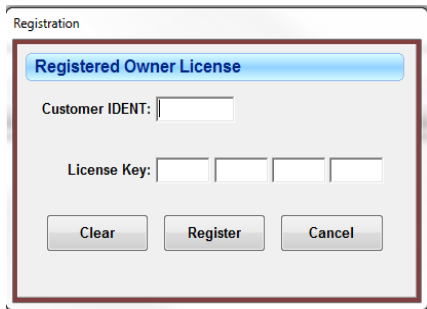 Registration
Registered Owner License
Customer IDENT:
License Key:
Clear Register Cancel